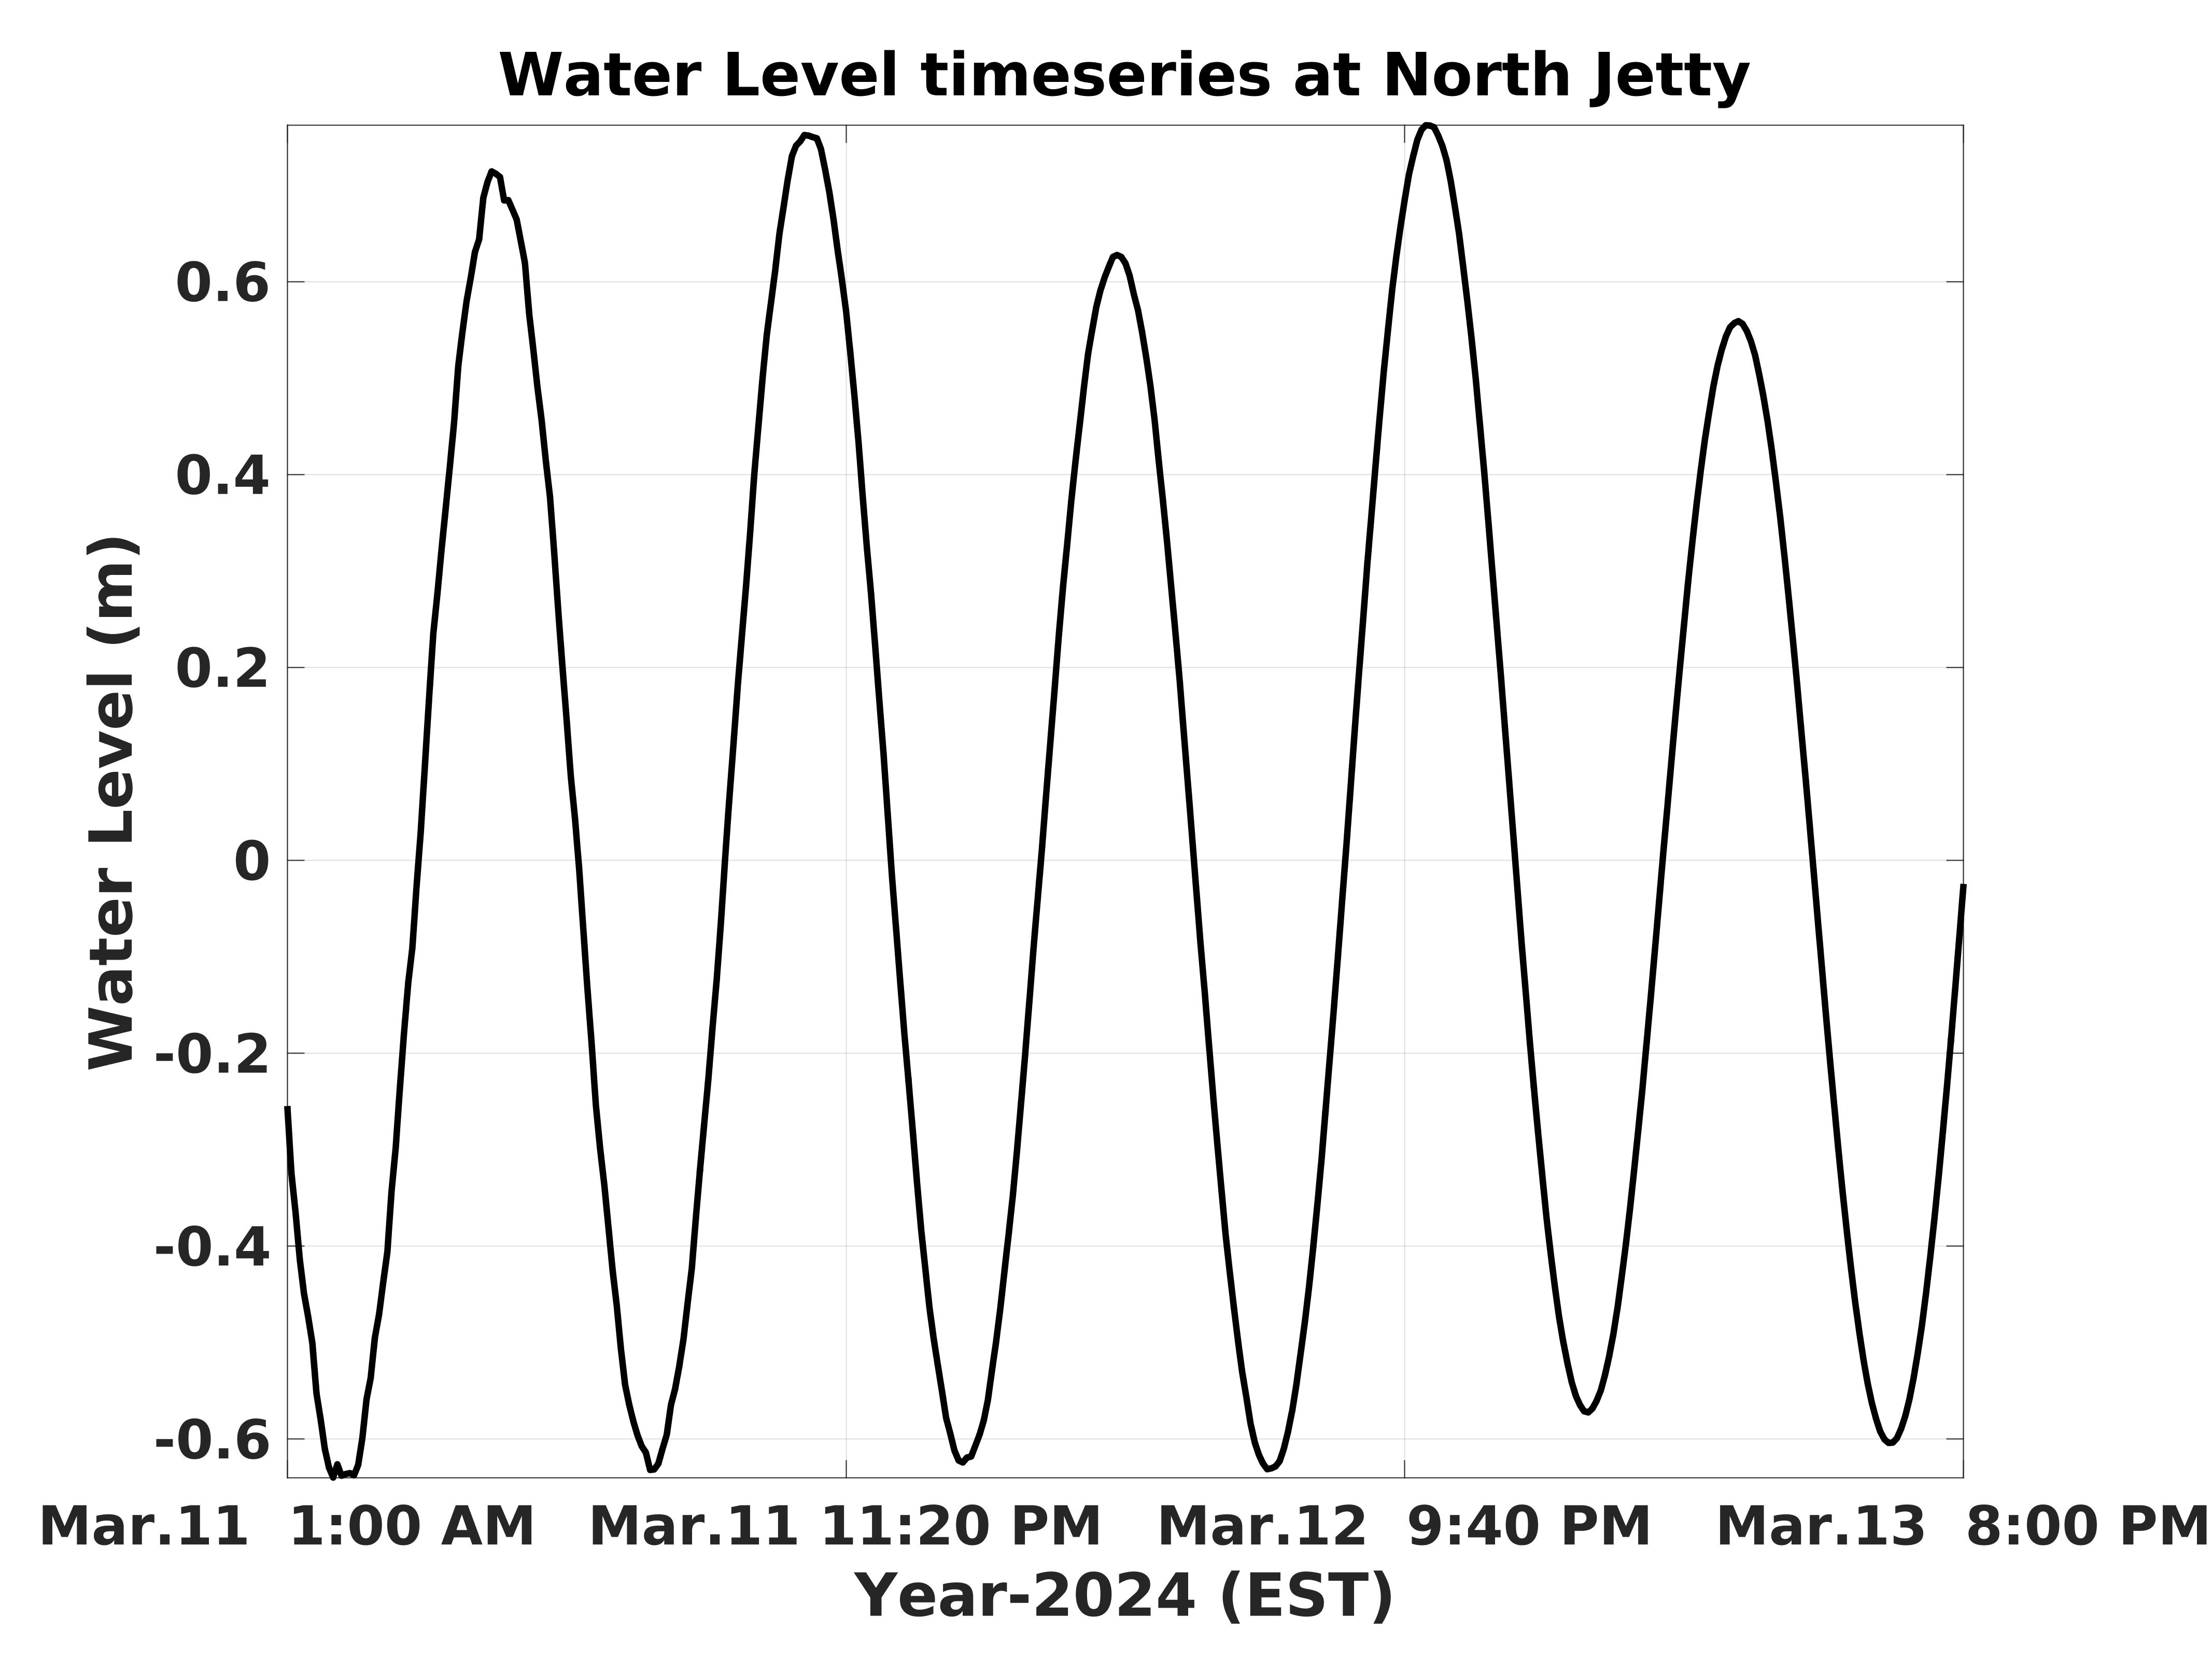 Water Level timeseries at North Jetty
Water Level (m)
0.6
0.4
0.2
0
-0.2
-0.4
-0.6
Mar.11 1:00 AM Mar.11 11:20 PM Mar.12 9:40 PM Mar.13 8:00 PM
Year-2024 (EST)